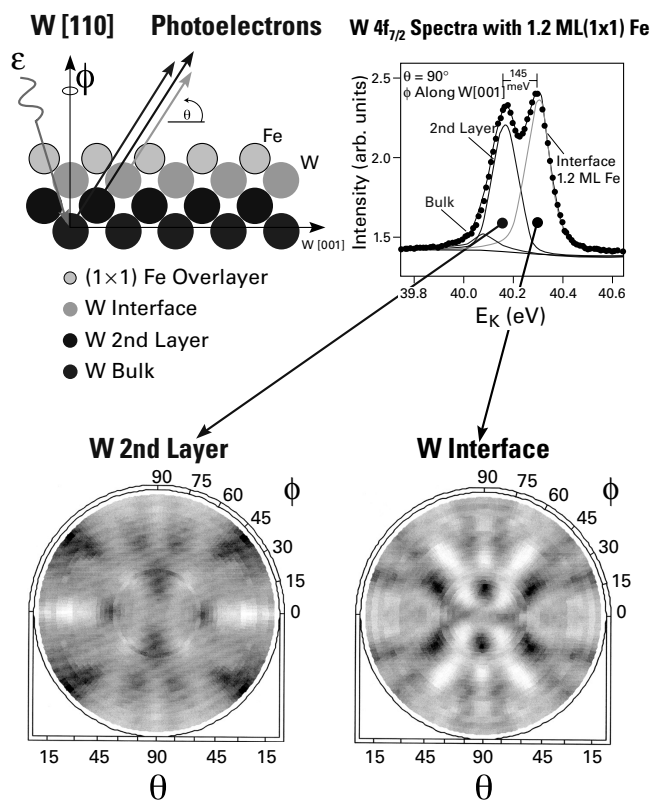 W [110] Photoelectrons
ε
ϕ
θ
Fe
W
W [001]
(1×1) Fe Overlayer
W Interface
W 2nd Layer
W Bulk
W 4f7/2 Spectra with 1.2 ML(1x1) Fe
Intensity (arb. units)
2.5
2.0
1.5
θ = 90°
ϕ Along W[001]
145
meV
2nd Layer
Interface
1.2 ML Fe
Bulk
39.8 40.0 40.2 40.4 40.6
EK (eV)
W 2nd Layer
90 75 60 45 30 15 0
ϕ
15 45 90 45 15
θ
W Interface
90 75 60 45 30 15 0
ϕ
15 45 90 45 15
θ